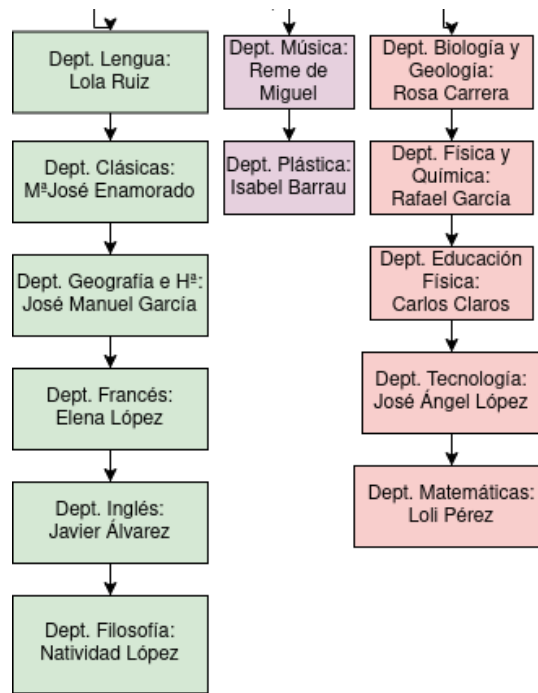 Dept. Lengua:
Lola Ruiz
Dept. Clásicas:
MªJosé Enamorado
Dept. Geografía e Hª:
José Manuel García
Dept. Francés:
Elena López
Dept. Inglés:
Javier Álvarez
Dept. Filosofía:
Natividad López
Dept. Música:
Reme de
Miguel
Dept. Plástica:
Isabel Barrau
Dept. Biología y
Geología:
Rosa Carrera
Dept. Física y
Química:
Rafael García
Dept. Educación
Física:
Carlos Claros
Dept. Tecnología:
José Ángel López
Dept. Matemáticas:
Loli Pérez